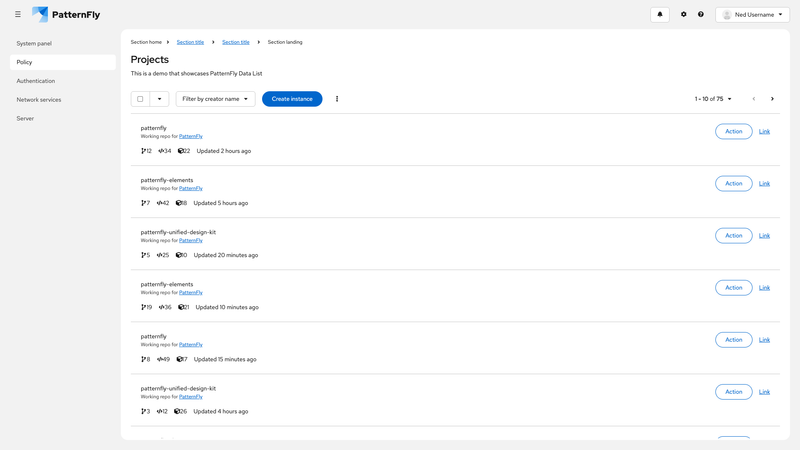 PatternFly
Ned Username
System panel
Policy
Authentication
Network services
Server
Section home Section title Section title Section landing
Projects
This is a demo that showcases PatternFly Data List
Filter by creator name Create instance 1 - 10 of 75
patternfly
Working repo for PatternFly
12 34 22 Updated 2 hours ago
Action Link
patternfly-elements
Working repo for PatternFly
7 42 18 Updated 5 hours ago
Action Link
patternfly-unified-design-kit
Working repo for PatternFly
5 25 10 Updated 20 minutes ago
Action Link
patternfly-elements
Working repo for PatternFly
19 36 21 Updated 10 minutes ago
Action Link
patternfly
Working repo for PatternFly
8 49 17 Updated 15 minutes ago
Action Link
patternfly-unified-design-kit
Working repo for PatternFly
3 12 26 Updated 4 hours ago
Action Link